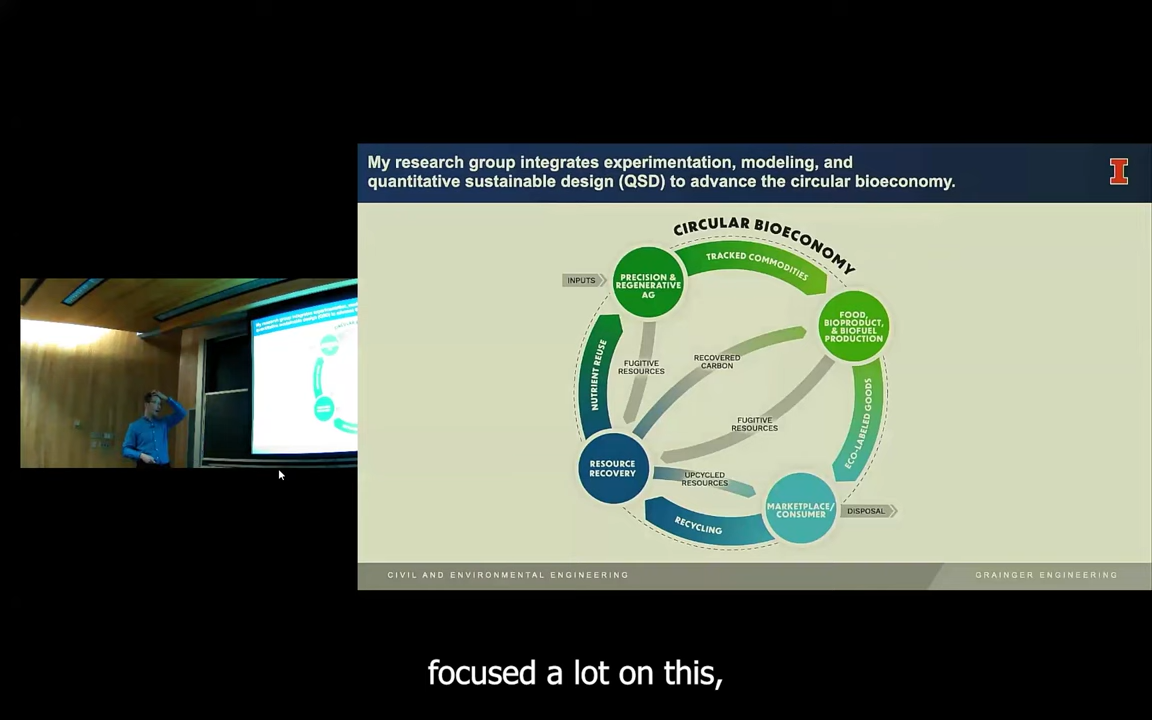 My research group integrates experimentation, modeling, and
quantitative sustainable design (QSD) to advance the circular bioeconomy.
I
CIRCULAR BIOECONOMY
TRACKED COMMODITIES
INPUTS
PRECISION &
REGENERATIVE
AG
FOOD,
BIOPRODUCT,
& BIOFUEL
PRODUCTION
NUTRIENT REUSE
FUGITIVE
RESOURCES
RECOVERED
CARBON
FUGITIVE
RESOURCES
ECO-LABELED GOODS
RESOURCE
RECOVERY
UPCYCLED
RESOURCES
MARKETPLACE/
CONSUMER
DISPOSAL
RECYCLING
CIVIL AND ENVIRONMENTAL ENGINEERING
GRAINGER ENGINEERING
focused a lot on this,